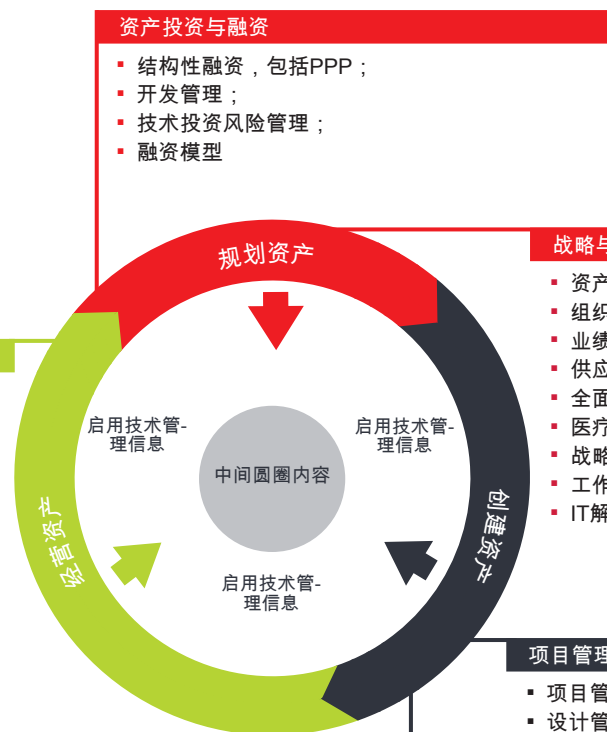 资产投资与融资
▪ 结构性融资，包括PPP；
▪ 开发管理；
▪ 技术投资风险管理；
▪ 融资模型
规划资产
战略与
▪ 资产
▪ 组织
▪ 业绩
▪ 供应
▪ 全面
▪ 医疗
▪ 战略
▪ 工作
▪ IT解
启用技术管-
理信息
启用技术管-
理信息
中间圆圈内容
创建资产
经营资产
启用技术管-
理信息
项目管理
▪ 项目管
▪ 设计管